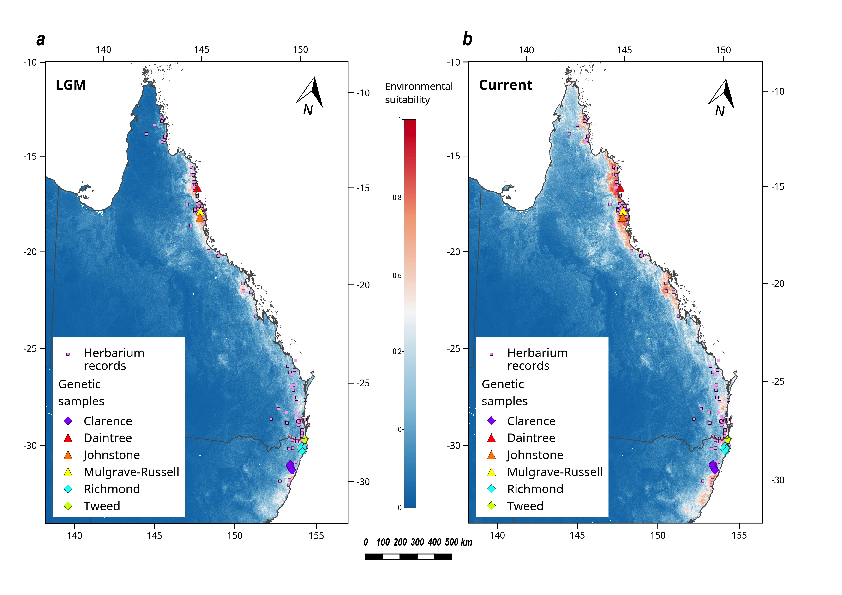 a
b
140 145 150
140 145 150
-10 LGM N -10 -15 -20 -25 -30 -15 -20 -25 -30
Environmental
suitability
1
0.8
0.6
0.2
0
0
-10 Current N -10 -15 -20 -25 -30 -15 -20 -25 -30
Herbarium
records
Genetic
samples
Clarence
Daintree
Johnstone
Mulgrave-Russell
Richmond
Tweed
Herbarium
records
Genetic
samples
Clarence
Daintree
Johnstone
Mulgrave-Russell
Richmond
Tweed
140 145 150 155
140 145 150 155
0 100 200 300 400 500 km